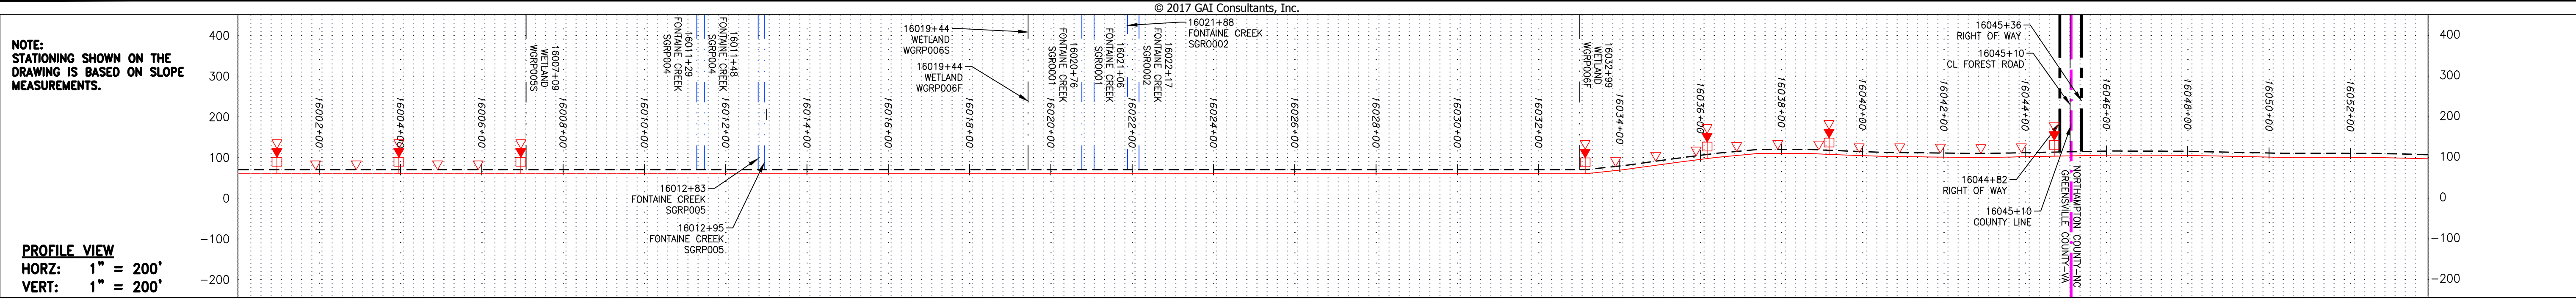 © 2017 GAI Consultants, Inc.
NOTE:
STATIONING SHOWN ON THE
DRAWING IS BASED ON SLOPE
MEASUREMENTS.
PROFILE VIEW
HORZ: 1" = 200'
VERT: 1" = 200'
400
300
200
100
0
-100
-200
16002+00
16004+00
16006+00
16007+09
WETLAND
WGRP005S
16008+00
16010+00
16011+29
FONTAINE CREEK
SGRP004
16011+48
FONTAINE CREEK
SGRP004
16012+00
16012+83
FONTAINE CREEK
SGRP005
16012+95
FONTAINE CREEK
SGRP005
16014+00
16016+00
16018+00
16019+44
WETLAND
WGRP006S
16019+44
WETLAND
WGRP006F
16020+00
16020+76
FONTAINE CREEK
SGRO001
16021+06
FONTAINE CREEK
SGRO001
16021+88
FONTAINE CREEK
SGRO002
16022+00
16022+17
FONTAINE CREEK
SGRO002
16024+00
16026+00
16028+00
16030+00
16032+00
16032+99
WETLAND
WGRP006F
16034+00
16036+00
16038+00
16040+00
16042+00
16044+00
16045+36
RIGHT OF WAY
16045+10
CL FOREST ROAD
16044+82
RIGHT OF WAY
16045+10
COUNTY LINE
NORTHAMPTON COUNTY-NC
GREENSVILLE COUNTY-VA
16046+00
16048+00
16050+00
16052+00
400
300
200
100
0
-100
-200